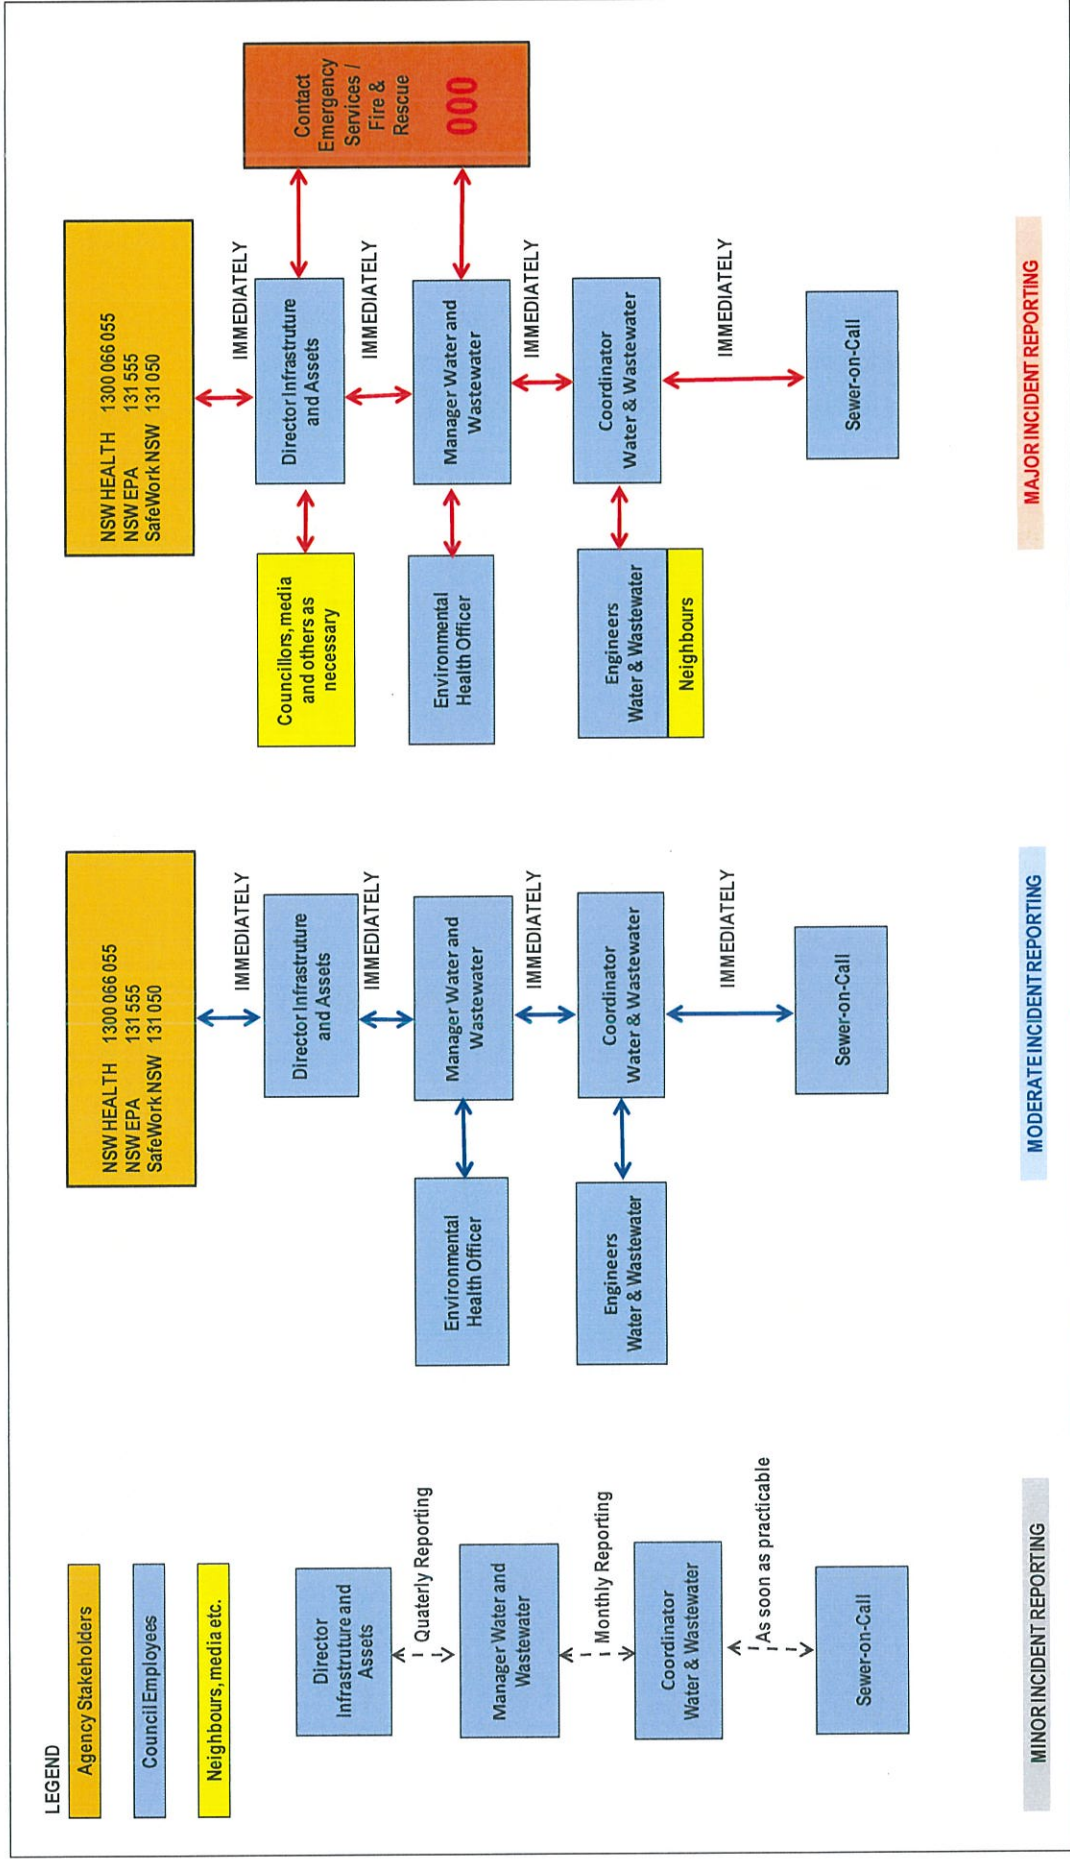 LEGEND
Agency Stakeholders
Council Employees
Neighbours, media etc.
Director
Infrastruture and
Assets
Quaterly Reporting
Manager Water and
Wastewater
Monthly Reporting
Coordinator
Water & Wastewater
As soon as practicable
Sewer-on-Call
MINOR INCIDENT REPORTING
NSW HEALTH 1300 066 055
NSW EPA 131 555
SafeWork NSW 131 050
IMMEDIATELY
Director Infrastruture
and Assets
IMMEDIATELY
Environmental
Health Officer
Manager Water and
Wastewater
IMMEDIATELY
Engineers
Water & Wastewater
Coordinator
Water & Wastewater
IMMEDIATELY
Sewer-on-Call
MODERATE INCIDENT REPORTING
NSW HEALTH 1300 066 055
NSW EPA 131 555
SafeWork NSW 131 050
IMMEDIATELY
Councillors, media
and others as
necessary
Director Infrastruture
and Assets
Contact
Emergency
Services /
Fire &
Rescue
000
IMMEDIATELY
Environmental
Health Officer
Manager Water and
Wastewater
IMMEDIATELY
Engineers
Water & Wastewater
Neighbours
Coordinator
Water & Wastewater
IMMEDIATELY
Sewer-on-Call
MAJOR INCIDENT REPORTING